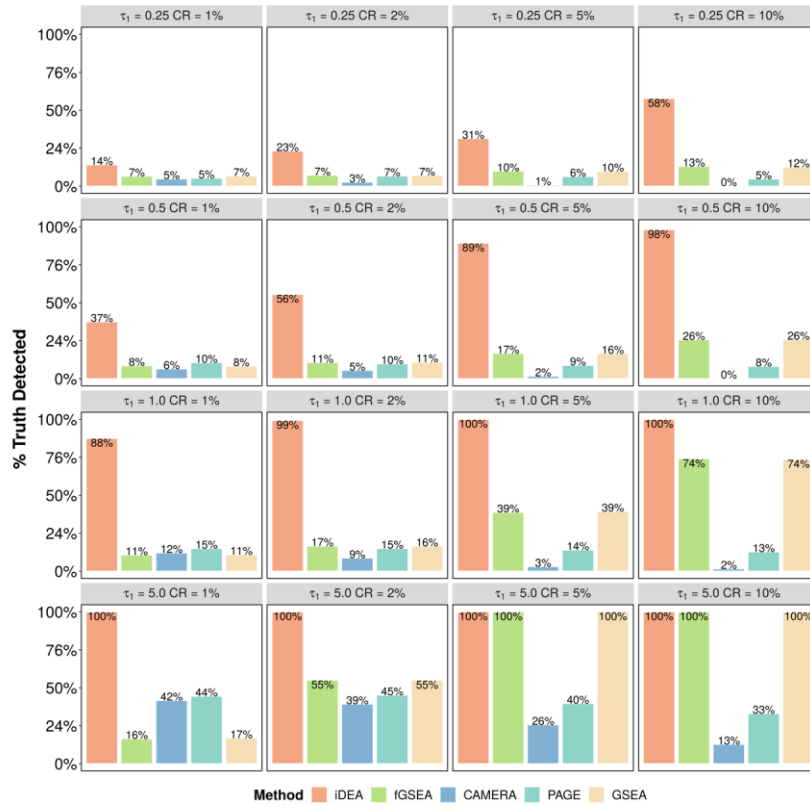 τ1 = 0.25 CR = 1% τ1 = 0.25 CR = 2% τ1 = 0.25 CR = 5% τ1 = 0.25 CR = 10%
100%
76%
58%
24%
14% 7% 5% 5% 7% 23% 7% 3% 7% 7% 31% 10% 1% 6% 10% 13% 0% 5% 12%
0%
τ1 = 0.5 CR = 1% τ1 = 0.5 CR = 2% τ1 = 0.5 CR = 5% τ1 = 0.5 CR = 10%
100%
76%
50%
24%
0%
37% 8% 6% 10% 8% 56% 11% 5% 10% 11% 89% 17% 2% 9% 16% 98% 26% 0% 8% 26%
τ1 = 1.0 CR = 1% τ1 = 1.0 CR = 2% τ1 = 1.0 CR = 5% τ1 = 1.0 CR = 10%
100%
76%
50%
24%
0%
88% 11% 12% 15% 11% 99% 17% 9% 15% 16% 100% 39% 3% 14% 39% 100% 74% 2% 13% 74%
τ1 = 5.0 CR = 1% τ1 = 5.0 CR = 2% τ1 = 5.0 CR = 5% τ1 = 5.0 CR = 10%
100%
76%
50%
24%
0%
100% 16% 42% 44% 17% 100% 55% 39% 45% 55% 100% 100% 26% 40% 100% 100% 100% 13% 33% 100%
% Truth Detected
Method iDEA fGSEA CAMERA PAGE GSEA